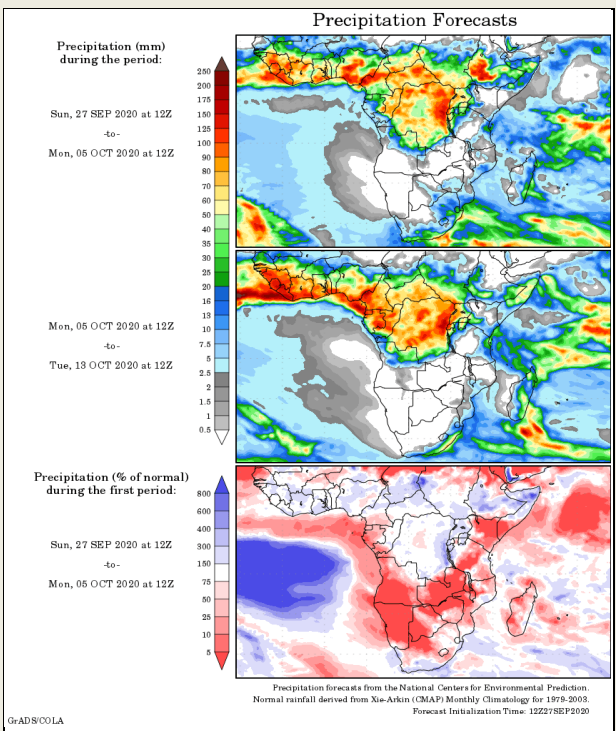 Precipitation Forecasts
Precipitation (mm)
during the period:
Sun, 27 SEP 2020 at 12Z
-to-
Mon, 05 OCT 2020 at 12Z
250
200
175
150
125
100
90
80
70
60
50
40
35
30
25
20
16
13
10
7.5
5
2.5
2
1.5
1
0.5
Mon, 05 OCT 2020 at 12Z
-to-
Tue, 13 OCT 2020 at 12Z
Precipitation (% of normal)
during the first period:
Sun, 27 SEP 2020 at 12Z
-to-
Mon, 05 OCT 2020 at 12Z
800
600
400
300
150
75
50
25
10
5
Precipitation forecasts from the National Centers for Environmental Prediction.
Normal rainfall derived from Xie-Arkin (CMAP) Monthly Climatology for 1979-2003.
Forecast Initialization Time: 12Z27SEP2020
GrADS/COLA